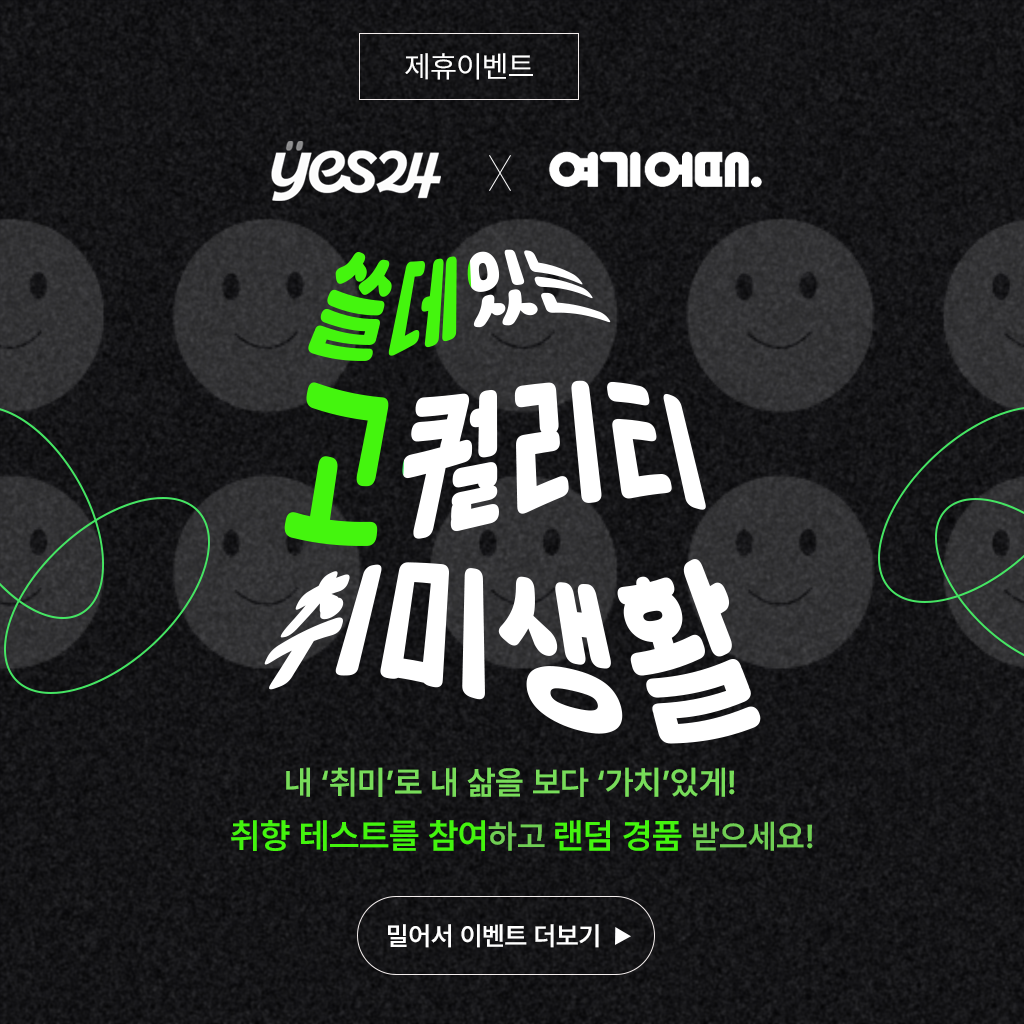 제휴이벤트
yes24 X 여기어때.
쓸데있는
고퀄리티
취미생활
내 ‘취미’로 내 삶을 보다 ‘가치’있게!
취향 테스트를 참여하고 랜덤 경품 받으세요!
밀어서 이벤트 더보기 ▶